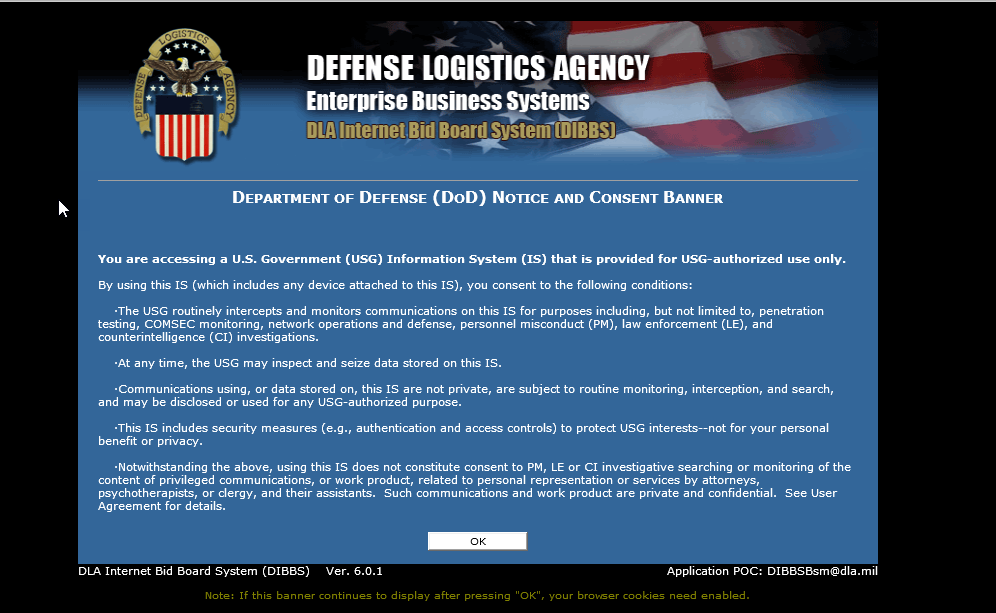 LOGISTICS
DEFENSE
AGENCY
DEFENSE LOGISTICS AGENCY
Enterprise Business Systems
DLA Internet Bid Board System (DIBBS)
DEPARTMENT OF DEFENSE (DOD) NOTICE AND CONSENT BANNER
You are accessing a U.S. Government (USG) Information System (IS) that is provided for USG-authorized use only.
By using this IS (which includes any device attached to this IS), you consent to the following conditions:
·The USG routinely intercepts and monitors communications on this IS for purposes including, but not limited to, penetration
testing, COMSEC monitoring, network operations and defense, personnel misconduct (PM), law enforcement (LE), and
counterintelligence (CI) investigations.
·At any time, the USG may inspect and seize data stored on this IS.
·Communications using, or data stored on, this IS are not private, are subject to routine monitoring, interception, and search,
and may be disclosed or used for any USG-authorized purpose.
·This IS includes security measures (e.g., authentication and access controls) to protect USG interests--not for your personal
benefit or privacy.
·Notwithstanding the above, using this IS does not constitute consent to PM, LE or CI investigative searching or monitoring of the
content of privileged communications, or work product, related to personal representation or services by attorneys,
psychotherapists, or clergy, and their assistants.  Such communications and work product are private and confidential.  See User
Agreement for details.
OK
DLA Internet Bid Board System (DIBBS)    Ver. 6.0.1    Application POC: DIBBSBsm@dla.mil
Note: If this banner continues to display after pressing "OK", your browser cookies need enabled.